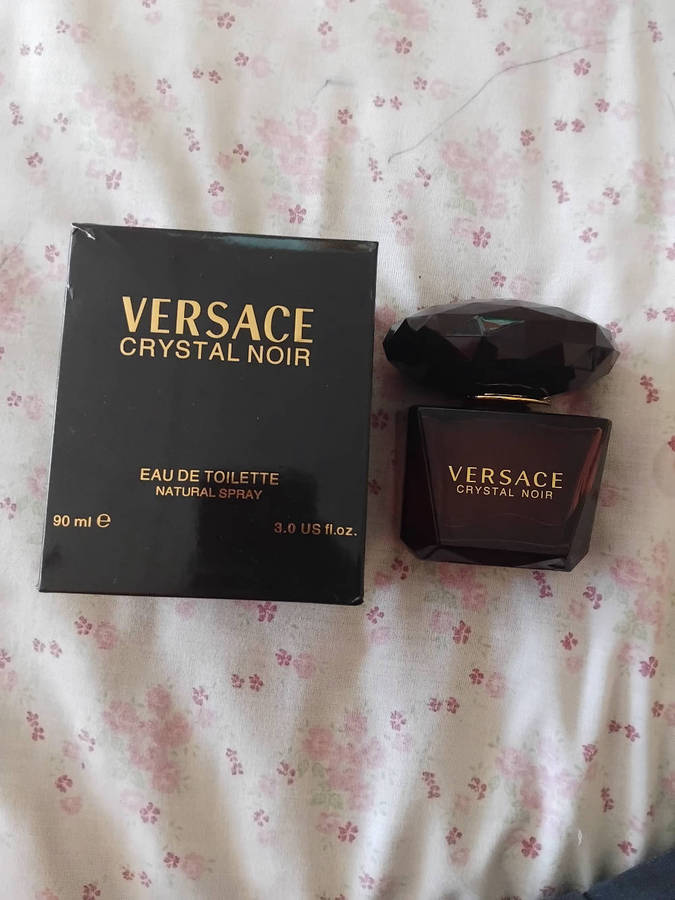 VERSACE
CRYSTAL NOIR
EAU DE TOILETTE
NATURAL SPRAY
90 ml ℮
3.0 US fl.oz.
VERSACE
CRYSTAL NOIR